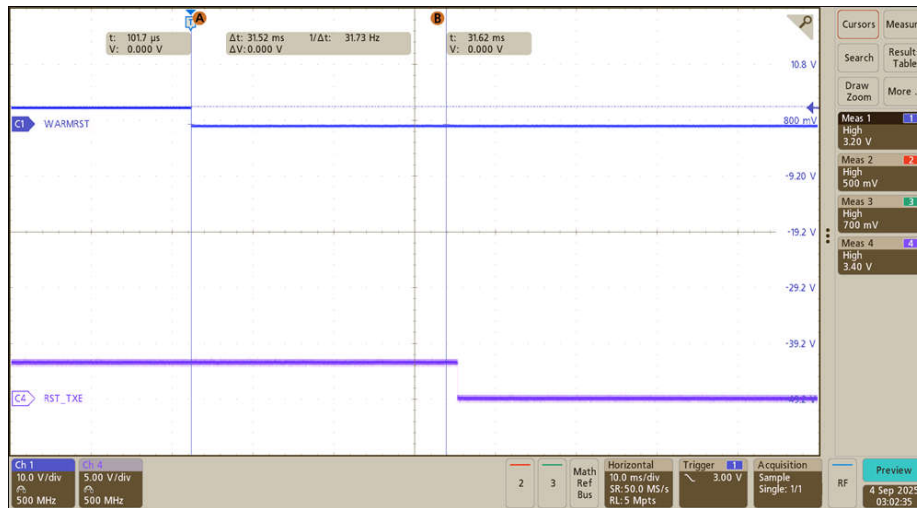 A
B
T
t: 101.7 µs
V: 0.000 V
Δt: 31.52 ms 1/Δt: 31.73 Hz
ΔV: 0.000 V
t: 31.62 ms
V: 0.000 V
10.8 V
C1 WARMRST
800 mV
-9.20 V
-19.2 V
-29.2 V
-39.2 V
C4 RST_TXE
-49.2 V
Cursors
Measur
Search
Result
Table
Draw
Zoom
More .
Meas 1 1
High
3.20 V
Meas 2 2
High
500 mV
Meas 3 3
High
700 mV
Meas 4 4
High
3.40 V
Ch 1
10.0 V/div
500 MHz
Ch 4
5.00 V/div
500 MHz
2
3
Math
Ref
Bus
Horizontal
10.0 ms/div
SR: 50.0 MS/s
RL: 5 Mpts
Trigger 1
3.00 V
Acquisition
Sample
Single: 1/1
RF
Preview
4 Sep 2025
03:02:35